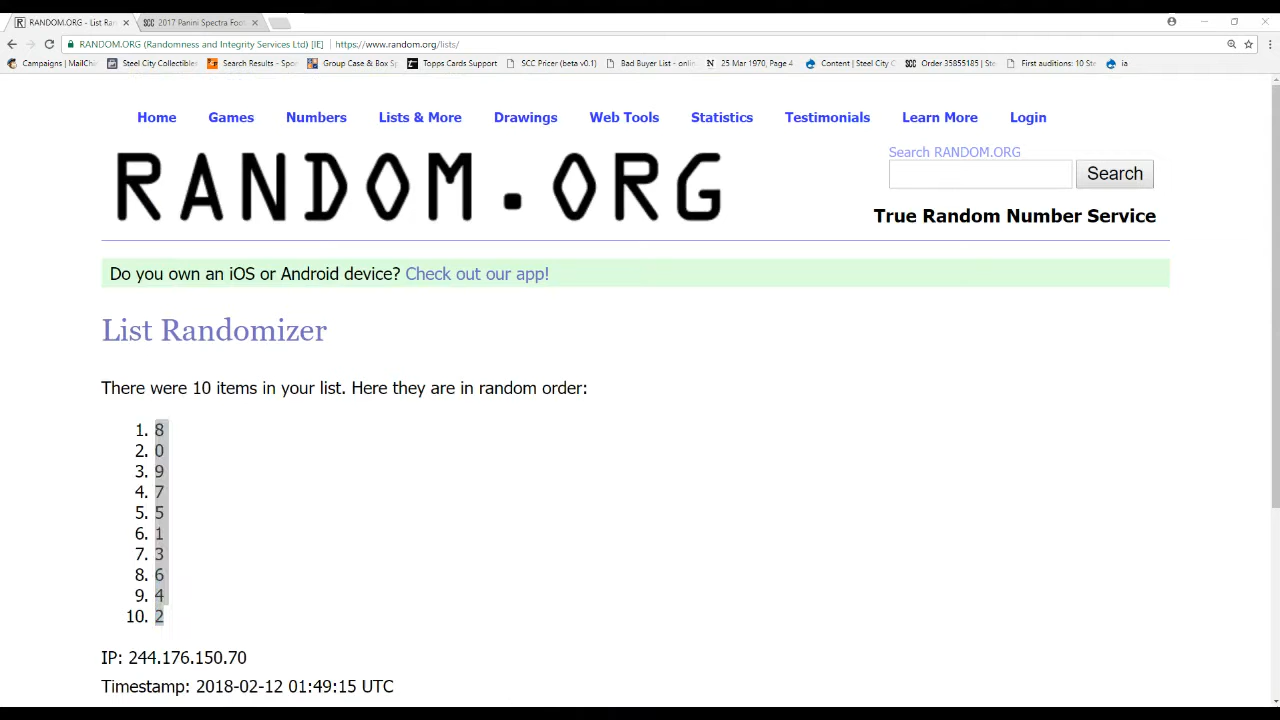 RANDOM.ORG - List Ran
SCC 2017 Panini Spectra Foot
RANDOM.ORG (Randomness and Integrity Services Ltd) [IE] | https://www.random.org/lists/
Campaigns | MailChi Steel City Collectibles Search Results - Spo Group Case & Box Sp Topps Cards Support SCC Pricer (beta v0.1) Bad Buyer List - onlin 25 Mar 1970, Page 4 Content | Steel City C SCC Order 35855185 | Ste First auditions: 10 Ste ia
Home Games Numbers Lists & More Drawings Web Tools Statistics Testimonials Learn More Login
RANDOM.ORG
Search RANDOM.ORG
Search
True Random Number Service
Do you own an iOS or Android device? Check out our app!
List Randomizer
There were 10 items in your list. Here they are in random order:
1. 8
2. 0
3. 9
4. 7
5. 5
6. 1
7. 3
8. 6
9. 4
10. 2
IP: 244.176.150.70
Timestamp: 2018-02-12 01:49:15 UTC